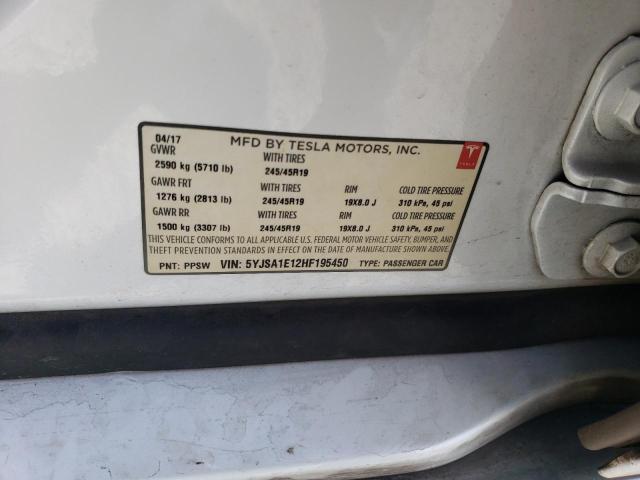 04/17 MFD BY TESLA MOTORS, INC.
GVWR WITH TIRES
2590 kg (5710 lb) 245/45R19
GAWR FRT WITH TIRES RIM COLD TIRE PRESSURE
1276 kg (2813 lb) 245/45R19 19X8.0 J 310 kPa, 45 psi
GAWR RR WITH TIRES RIM COLD TIRE PRESSURE
1500 kg (3307 lb) 245/45R19 19X8.0 J 310 kPa, 45 psi
THIS VEHICLE CONFORMS TO ALL APPLICABLE U.S. FEDERAL MOTOR VEHICLE SAFETY, BUMPER, AND
THEFT PREVENTION STANDARDS IN EFFECT ON THE DATE OF MANUFACTURE SHOWN ABOVE.
PNT: PPSW VIN: 5YJSA1E12HF195450 TYPE: PASSENGER CAR
TESLA